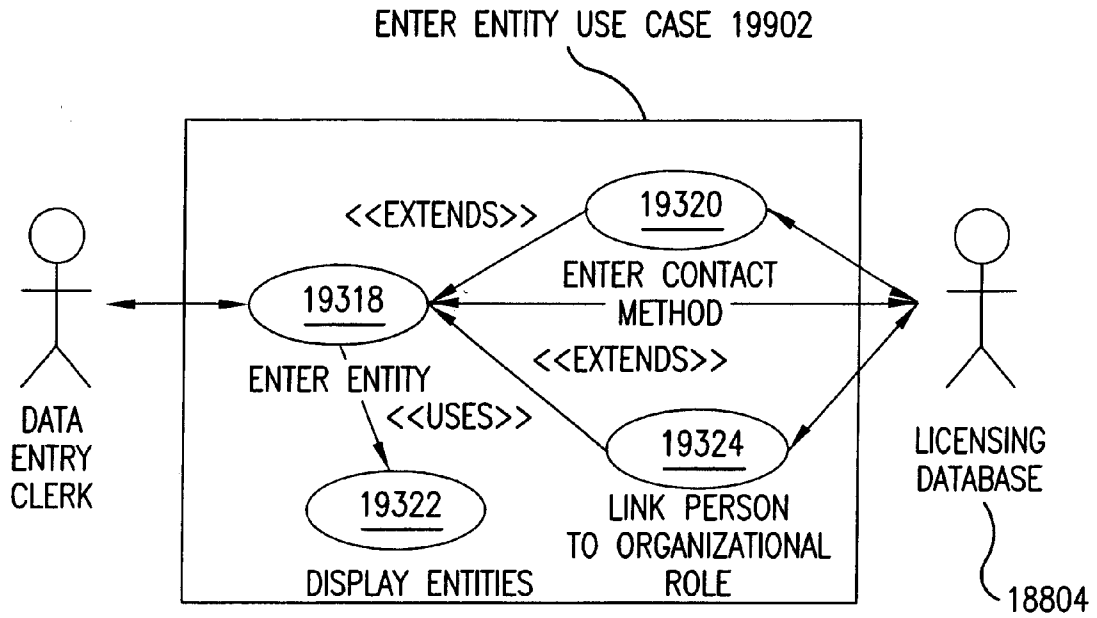 ENTER ENTITY USE CASE 19902
<<EXTENDS>>
19320
ENTER CONTACT
METHOD
19318
ENTER ENTITY
<<EXTENDS>>
<<USES>>
19324
LINK PERSON
TO ORGANIZATIONAL
ROLE
19322
DISPLAY ENTITIES
DATA
ENTRY
CLERK
LICENSING
DATABASE
18804